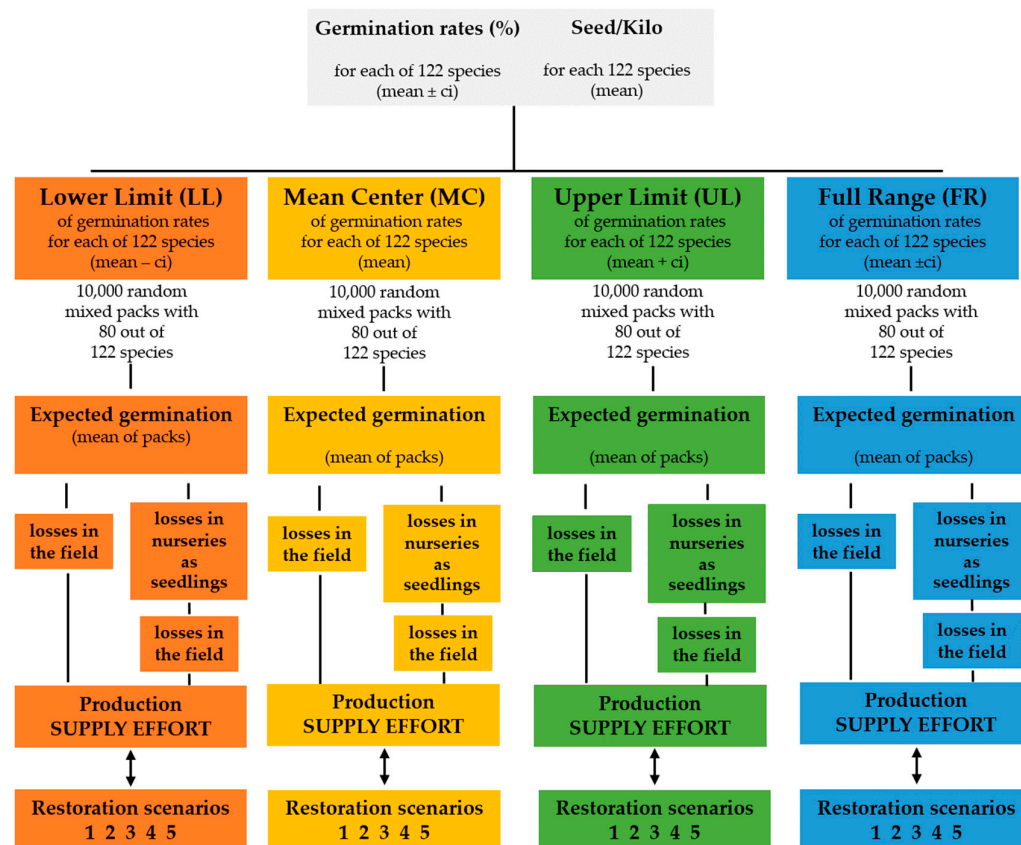 Germination rates (%)
for each of 122 species
(mean ± ci)
Seed/Kilo
for each 122 species
(mean)
Lower Limit (LL)
of germination rates
for each of 122 species
(mean – ci)
10,000 random
mixed packs with
80 out of
122 species
Expected germination
(mean of packs)
losses in
the field
losses in
nurseries
as
seedlings
losses in
the field
Production
SUPPLY EFFORT
Restoration scenarios
1 2 3 4 5
Mean Center (MC)
of germination rates
for each of 122 species
(mean)
10,000 random
mixed packs with
80 out of
122 species
Expected germination
(mean of packs)
losses in
the field
losses in
nurseries
as
seedlings
losses in
the field
Production
SUPPLY EFFORT
Restoration scenarios
1 2 3 4 5
Upper Limit (UL)
of germination rates
for each of 122 species
(mean + ci)
10,000 random
mixed packs with
80 out of
122 species
Expected germination
(mean of packs)
losses in
the field
losses in
nurseries
as
seedlings
losses in
the field
Production
SUPPLY EFFORT
Restoration scenarios
1 2 3 4 5
Full Range (FR)
of germination rates
for each of 122 species
(mean ±ci)
10,000 random
mixed packs with
80 out of
122 species
Expected germination
(mean of packs)
losses in
the field
losses in
nurseries
as
seedlings
losses in
the field
Production
SUPPLY EFFORT
Restoration scenarios
1 2 3 4 5